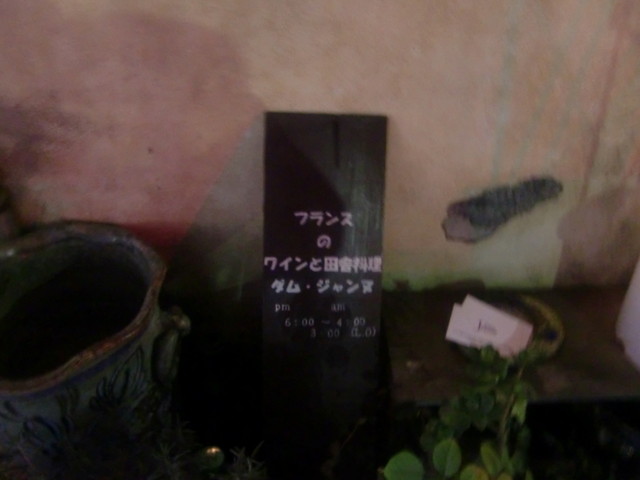 フランス
の
ワインと田舎料理
ダム・ジャンヌ
pm am
6:00 ～ 4:00
3:00 (L.O)